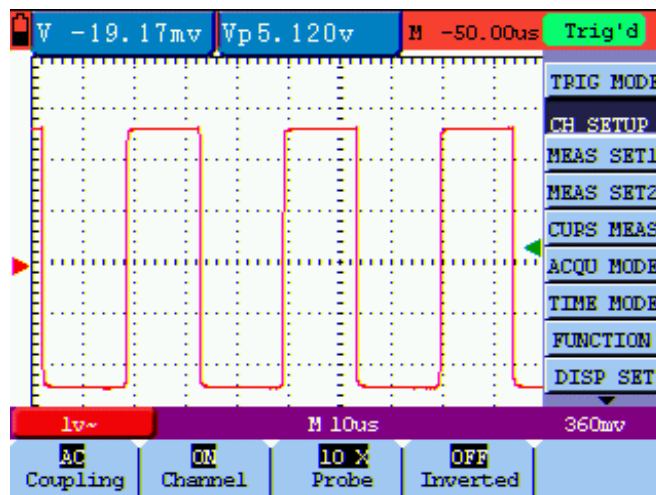 V -19.17mv Vp5.120v M -50.00us Trig'd
TRIG MODE
CH SETUP
MEAS SET1
MEAS SET2
CURS MEAS
ACQU MODE
TIME MODE
FUNCTION
DISP SET
1v~ M 10us 360mv
AC ON 10 X OFF
Coupling Channel Probe Inverted